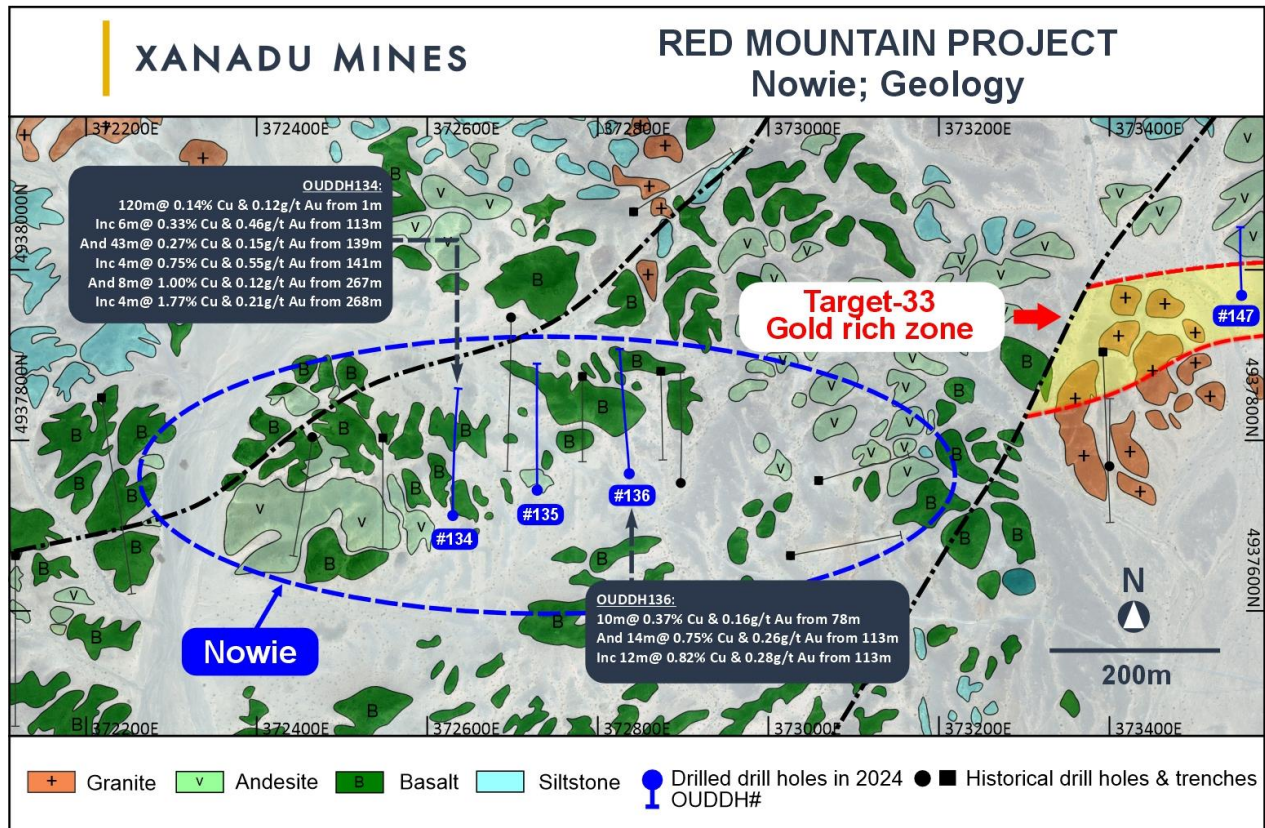 XANADU MINES
RED MOUNTAIN PROJECT
Nowie; Geology
372200E
372400E
372600E
372800E
373000E
373200E
373400E
4938000N
OUDDH134:
120m@ 0.14% Cu & 0.12g/t Au from 1m
Inc 6m@ 0.33% Cu & 0.46g/t Au from 113m
And 43m@ 0.27% Cu & 0.15g/t Au from 139m
Inc 4m@ 0.75% Cu & 0.55g/t Au from 141m
And 8m@ 1.00% Cu & 0.12g/t Au from 267m
Inc 4m@ 1.77% Cu & 0.21g/t Au from 268m
Target-33
Gold rich zone
#147
4937800N
4937800N
#136
#135
#134
4937600N
OUDDH136:
10m@ 0.37% Cu & 0.16g/t Au from 78m
And 14m@ 0.75% Cu & 0.26g/t Au from 113m
Inc 12m@ 0.82% Cu & 0.28g/t Au from 113m
Nowie
N
200m
372200E
372400E
372600E
372800E
373000E
373200E
373400E
+ Granite
v Andesite
B Basalt
Siltstone
Drilled drill holes in 2024
OUDDH#
Historical drill holes & trenches